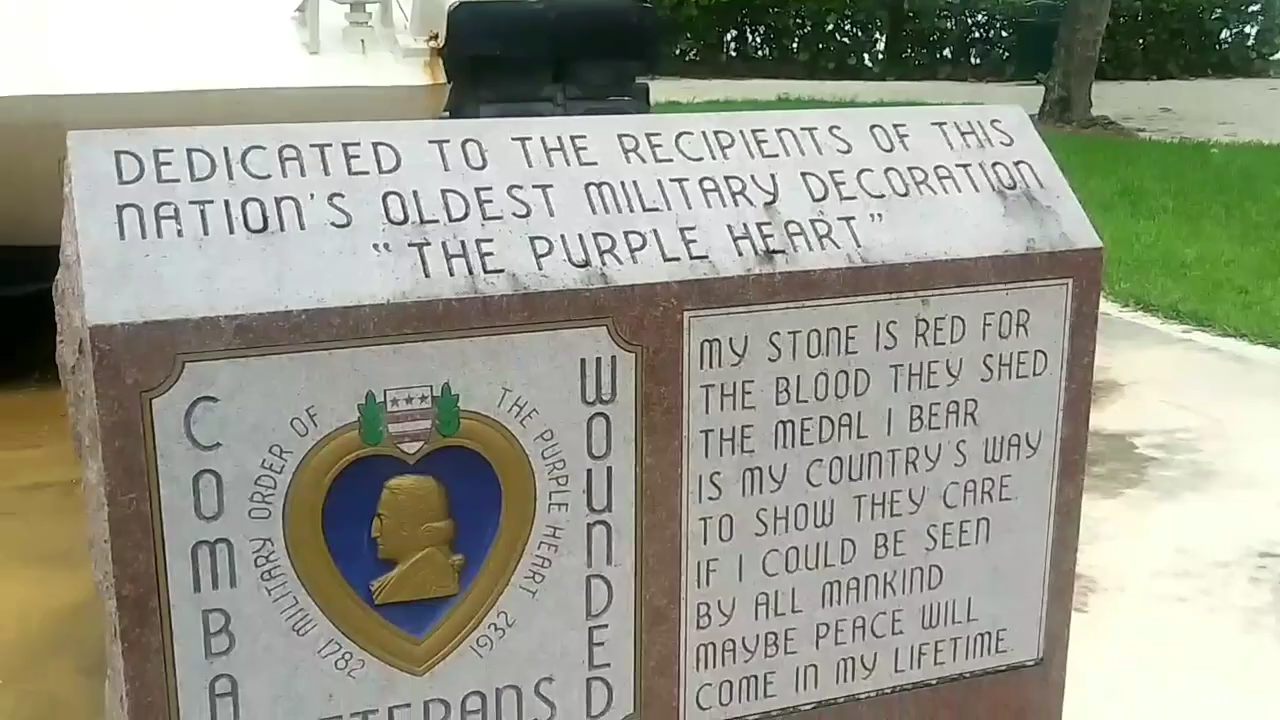 DEDICATED TO THE RECIPIENTS OF THIS
NATION'S OLDEST MILITARY DECORATION
"THE PURPLE HEART"
COMBA
MILITARY ORDER OF
THE PURPLE HEART
1782
1932
WOUNDED
MY STONE IS RED FOR
THE BLOOD THEY SHED.
THE MEDAL I BEAR
IS MY COUNTRY'S WAY
TO SHOW THEY CARE.
IF I COULD BE SEEN
BY ALL MANKIND
MAYBE PEACE WILL
COME IN MY LIFETIME.